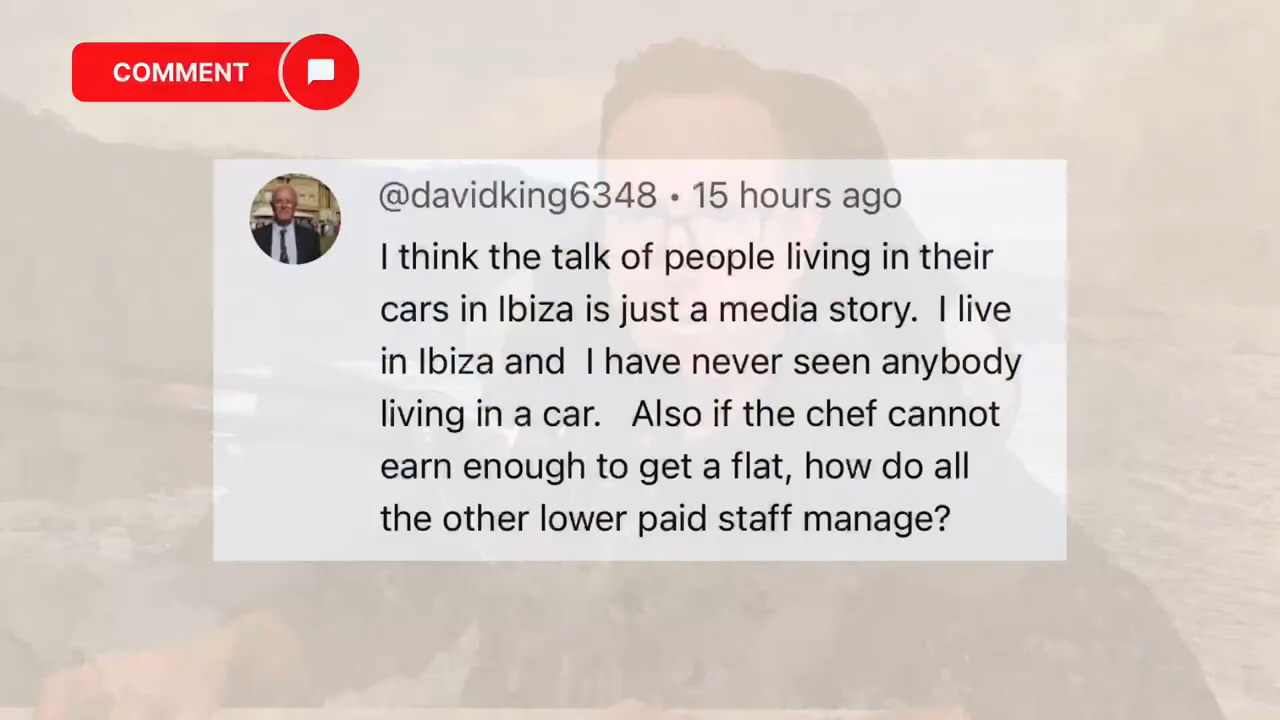 COMMENT
@davidking6348 • 15 hours ago
I think the talk of people living in their
cars in Ibiza is just a media story.  I live
in Ibiza and  I have never seen anybody
living in a car.   Also if the chef cannot
earn enough to get a flat, how do all
the other lower paid staff manage?